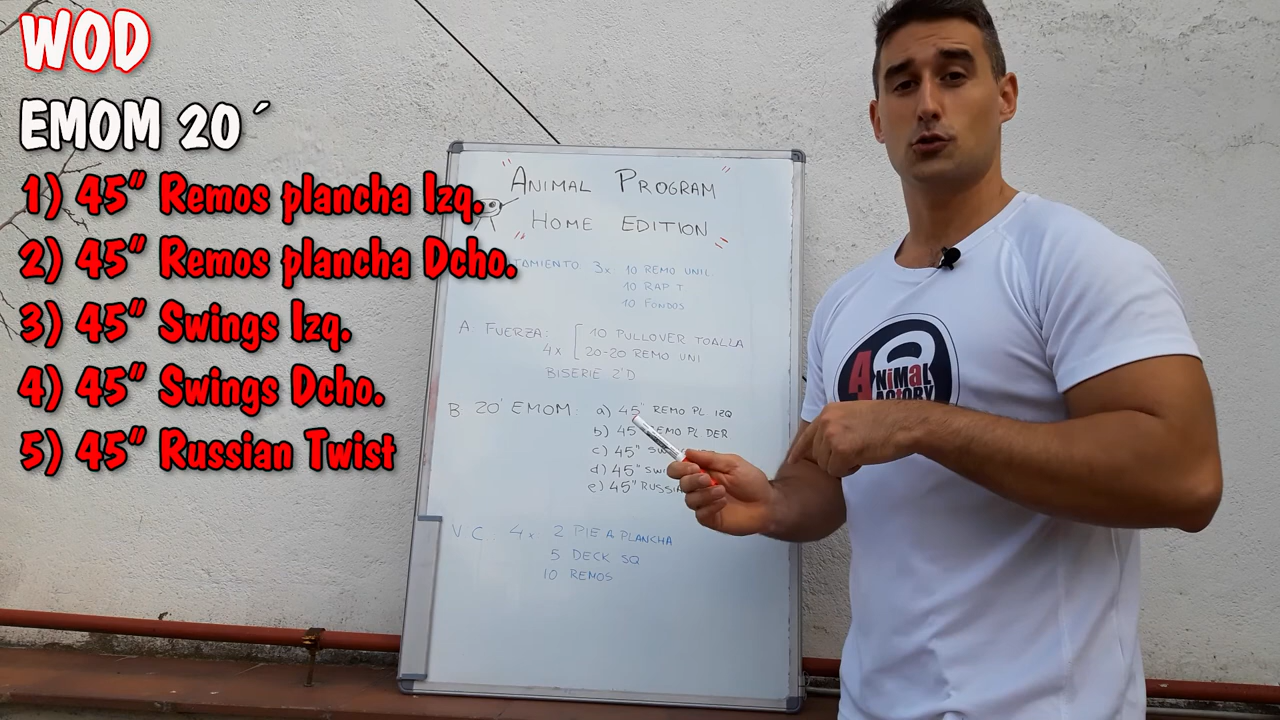 WOD
EMOM 20´
1) 45” Remos plancha Izq.
2) 45” Remos plancha Dcho.
3) 45” Swings Izq.
4) 45” Swings Dcho.
5) 45” Russian Twist
"ANIMAL PROGRAM
HOME EDITION"
3x 10 REMO UNIL.
10 RAP T
10 FONDOS
A: FUERZA: 10 PULLOVER TOALLA
4x 20-20 REMO UNI
BISERIE 2'D
B 20' EMOM: a) 45" REMO PL IZQ
b) 45" PL DER
c) 45"
d) 45"
e) 45"
V C. 4x 2 PIE A PLANCHA
5 DECK SQ
10 REMOS
ANiMaL
FACTORY